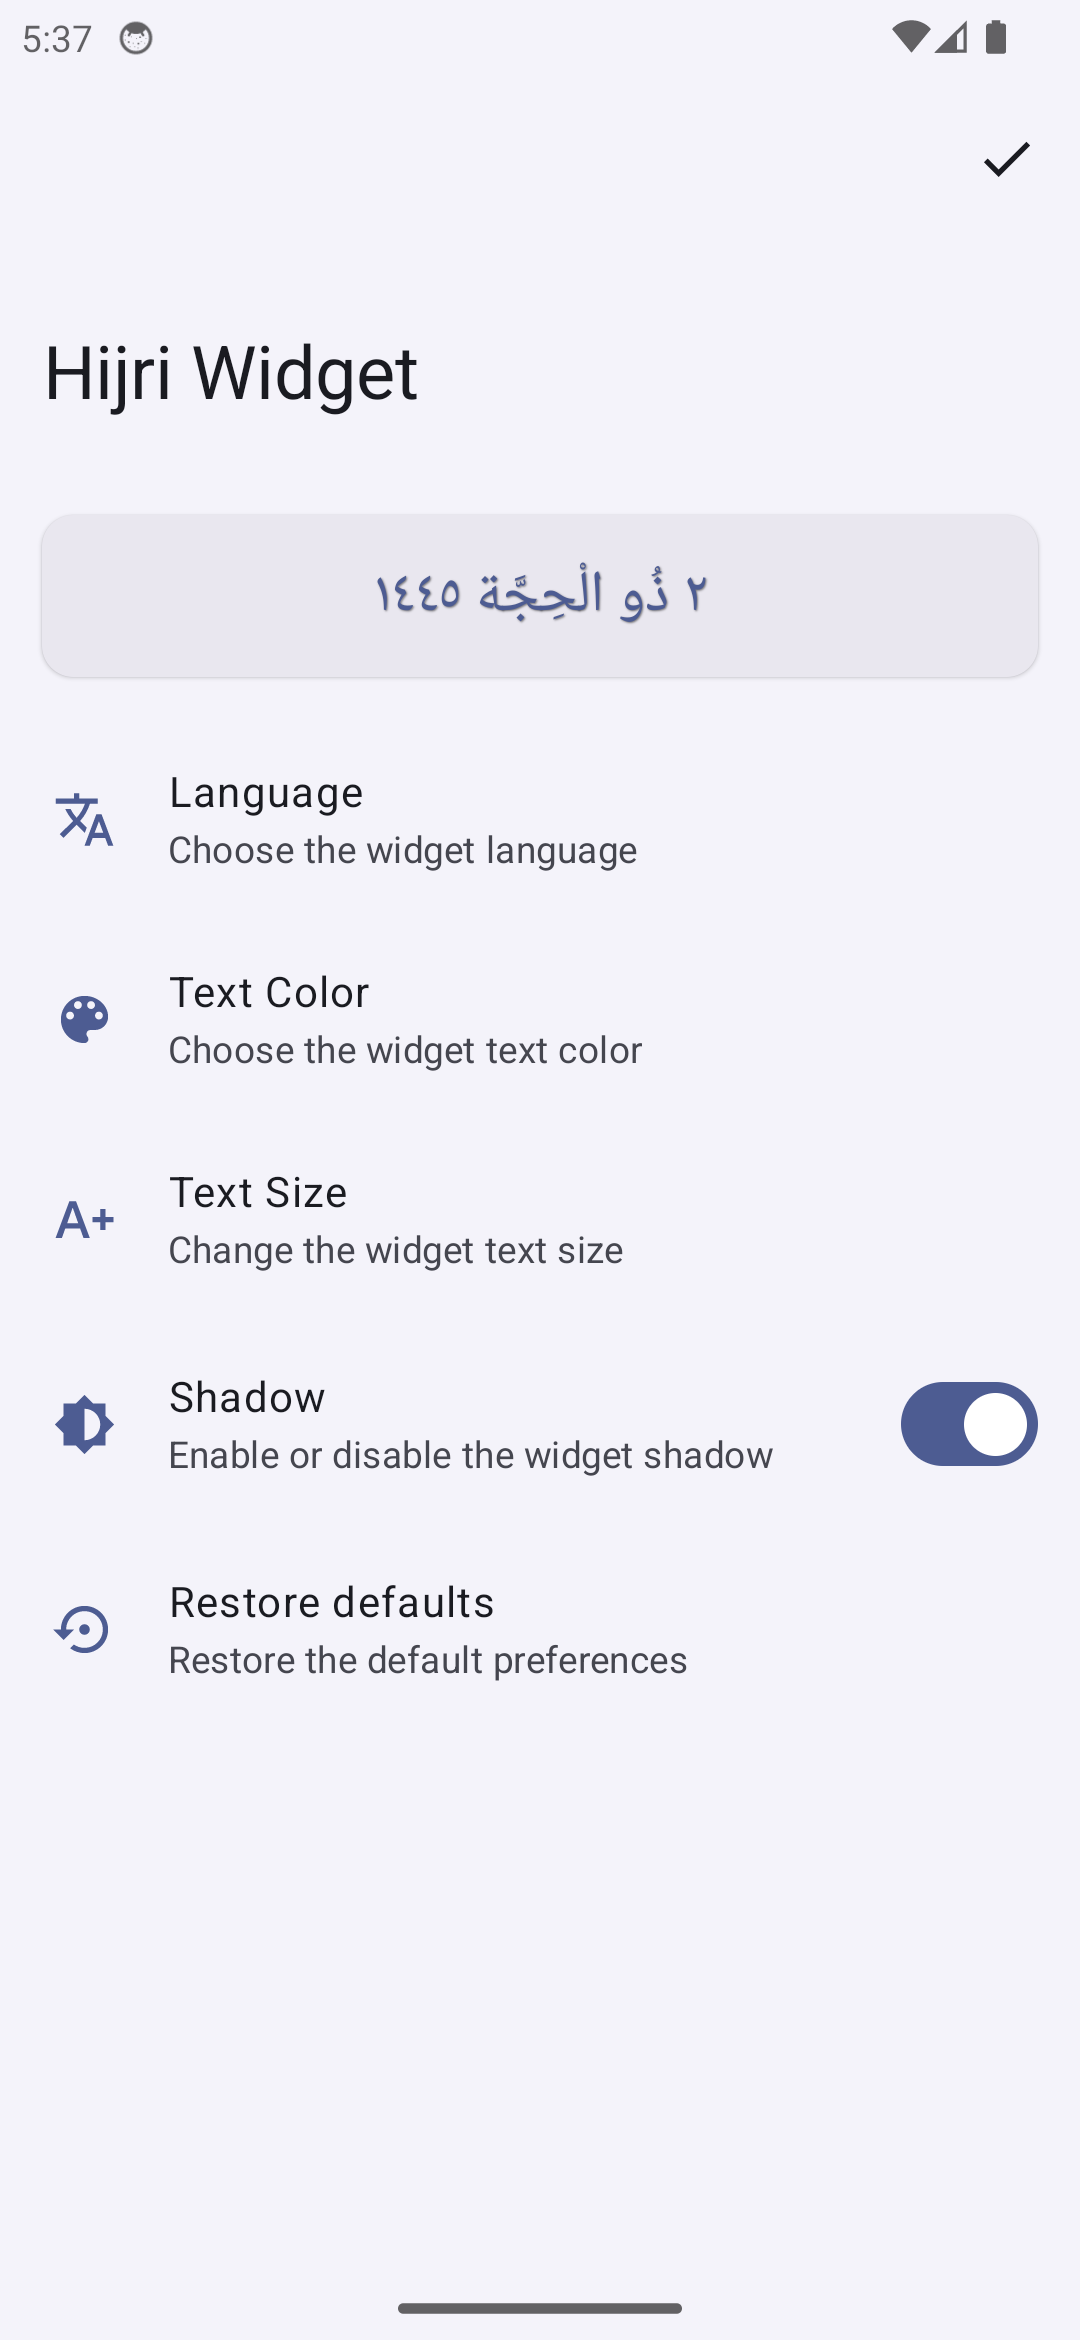 5:37
Hijri Widget
٢ ذُو الْحِجَّة ١٤٤٥
Language
Choose the widget language
Text Color
Choose the widget text color
A+
Text Size
Change the widget text size
Shadow
Enable or disable the widget shadow
Restore defaults
Restore the default preferences